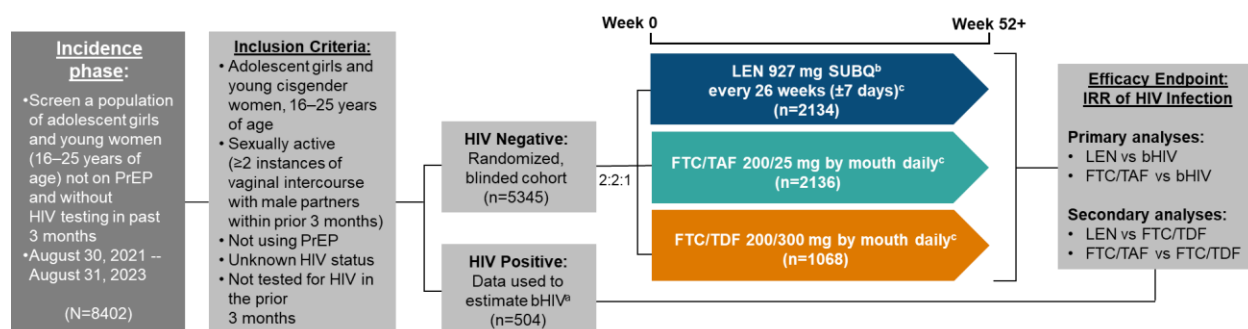 Incidence
phase:
•Screen a population
of adolescent girls
and young women
(16–25 years of
age) not on PrEP
and without
HIV testing in past
3 months
•August 30, 2021 --
August 31, 2023
(N=8402)
Inclusion Criteria:
• Adolescent girls and
young cisgender
women, 16–25 years
of age
• Sexually active
(≥2 instances of
vaginal intercourse
with male partners
within prior 3 months)
• Not using PrEP
• Unknown HIV status
• Not tested for HIV in
the prior
3 months
HIV Negative:
Randomized,
blinded cohort
(n=5345)
HIV Positive:
Data used to
estimate bHIVᵃ
(n=504)
2:2:1
Week 0
Week 52+
LEN 927 mg SUBQᵇ
every 26 weeks (±7 days)ᶜ
(n=2134)
FTC/TAF 200/25 mg by mouth dailyᶜ
(n=2136)
FTC/TDF 200/300 mg by mouth dailyᶜ
(n=1068)
Efficacy Endpoint:
IRR of HIV Infection
Primary analyses:
• LEN vs bHIV
• FTC/TAF vs bHIV
Secondary analyses:
• LEN vs FTC/TDF
• FTC/TAF vs FTC/TDF